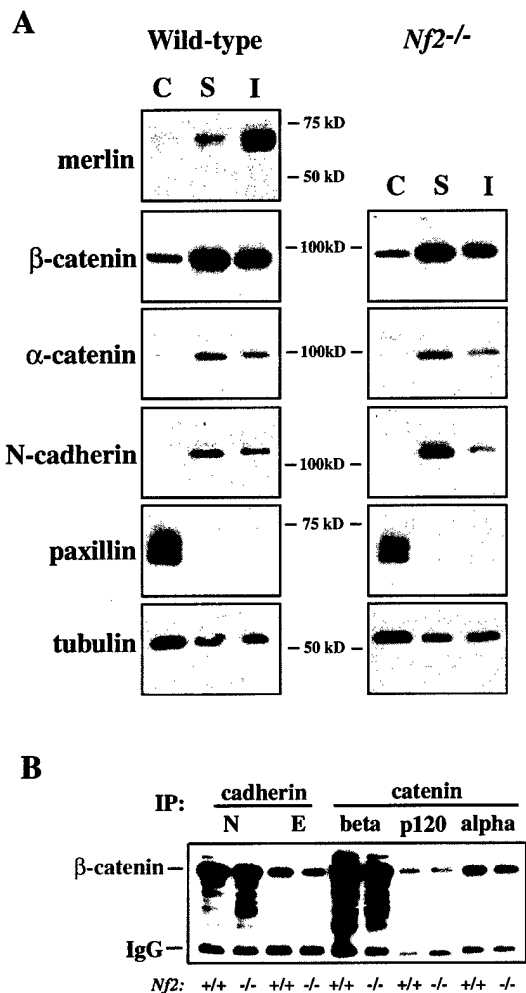 A
Wild-type Nf2-/-
C S I
merlin
– 75 kD
– 50 kD
C S I
β-catenin – 100kD –
α-catenin – 100kD –
N-cadherin – 100kD –
paxillin – 75 kD –
tubulin – 50 kD –
B
IP: cadherin catenin
N E beta p120 alpha
β-catenin –
IgG –
Nf2: +/+ -/- +/+ -/- +/+ -/- +/+ -/- +/+ -/-